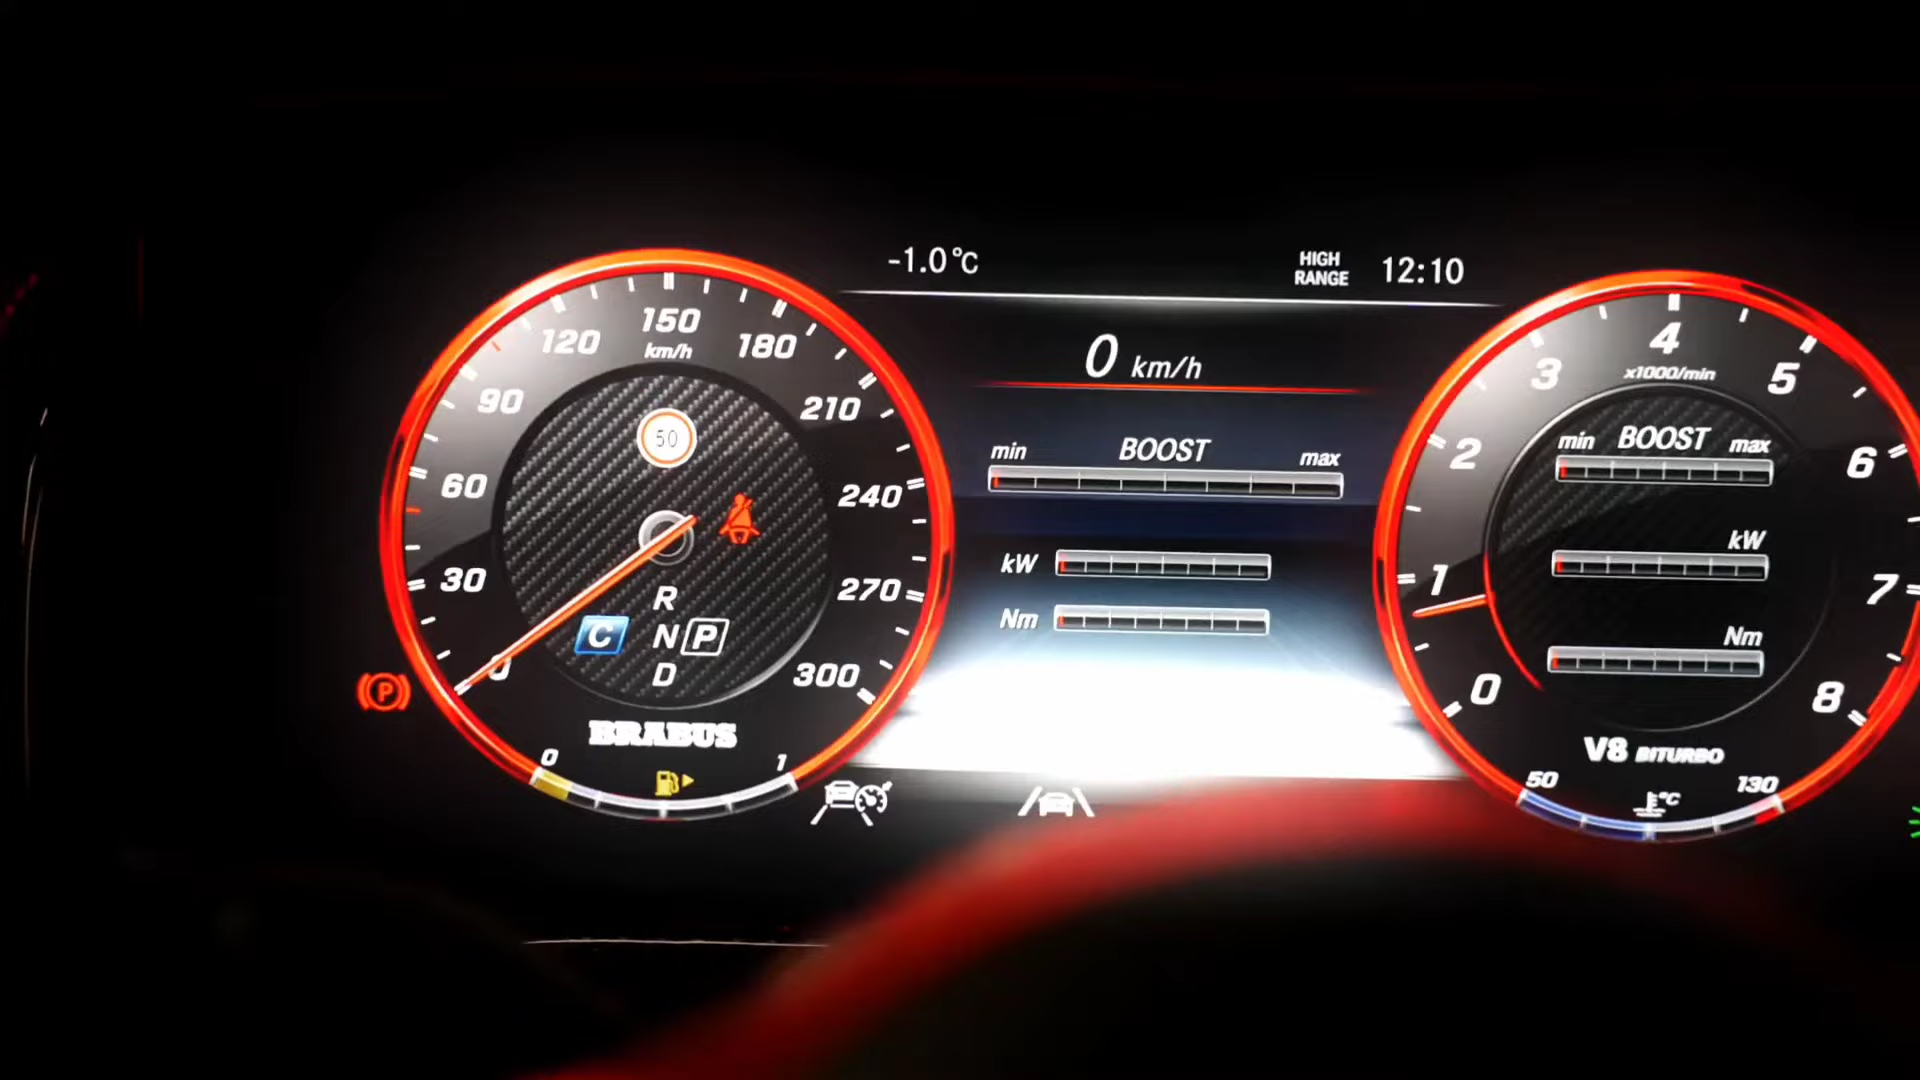 -1.0°C
HIGH
RANGE
12:10
0 km/h
min BOOST max
kW
Nm
0
30
60
90
120
150
km/h
180
210
240
270
300
50
R
C N P
D
BRABUS
0 1
P
0
1
2
3
4
x1000/min
5
6
7
8
min BOOST max
kW
Nm
V8 BITURBO
50 130
°C